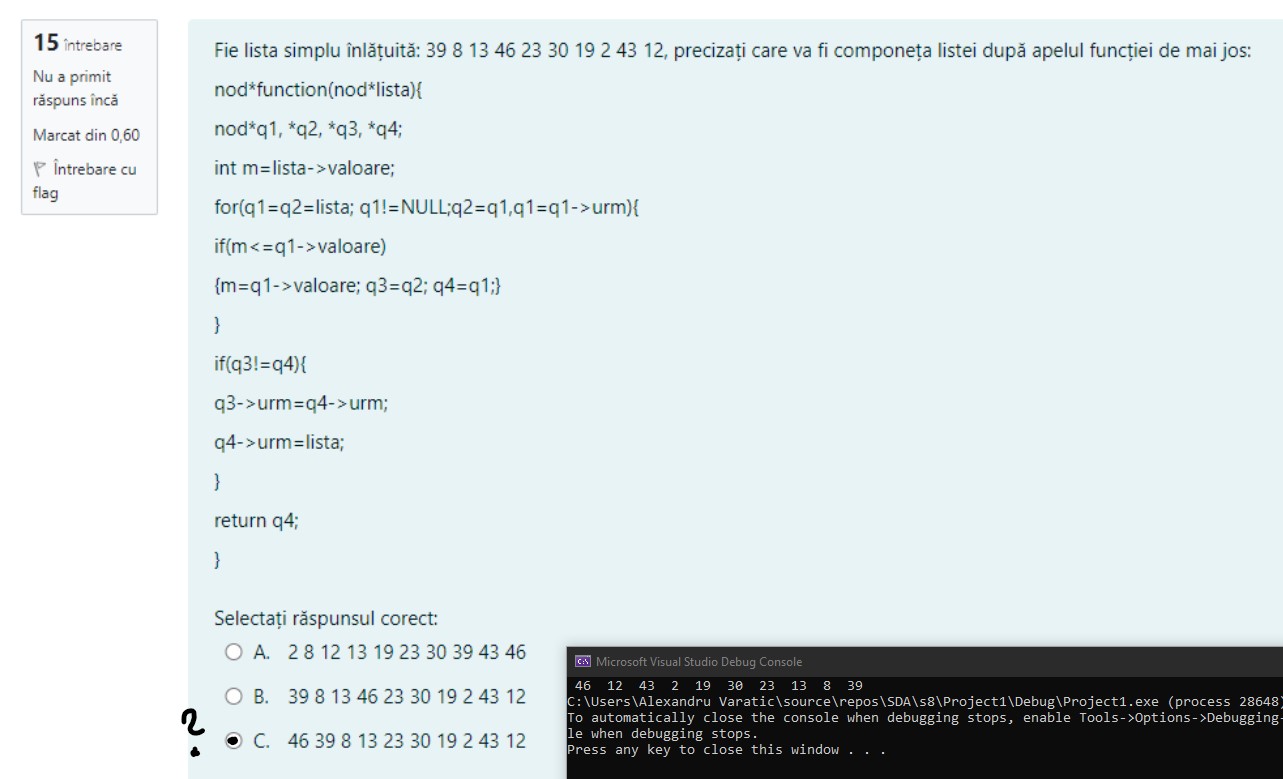 15 întrebare
Nu a primit
răspuns încă
Marcat din 0,60
Întrebare cu
flag
Fie lista simplu înlățuită: 39 8 13 46 23 30 19 2 43 12, precizați care va fi componeța listei după apelul funcției de mai jos:
nod*function(nod*lista){
nod*q1, *q2, *q3, *q4;
int m=lista->valoare;
for(q1=q2=lista; q1!=NULL;q2=q1,q1=q1->urm){
if(m<=q1->valoare)
{m=q1->valoare; q3=q2; q4=q1;}
}
if(q3!=q4){
q3->urm=q4->urm;
q4->urm=lista;
}
return q4;
}
Selectați răspunsul corect:
A. 2 8 12 13 19 23 30 39 43 46
B. 39 8 13 46 23 30 19 2 43 12
?
C. 46 39 8 13 23 30 19 2 43 12
Microsoft Visual Studio Debug Console
46 12 43 2 19 30 23 13 8 39
C:\Users\Alexandru Varatic\source\repos\SDA\s8\Project1\Debug\Project1.exe (process 28648)
To automatically close the console when debugging stops, enable Tools->Options->Debugging-
le when debugging stops.
Press any key to close this window . . .